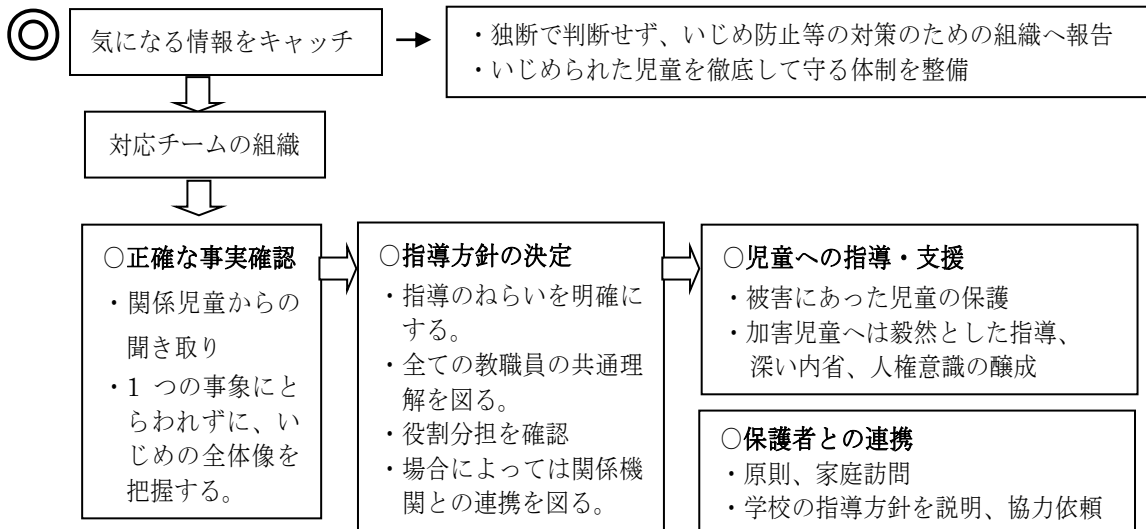 ◎
気になる情報をキャッチ
・独断で判断せず、いじめ防止等の対策のための組織へ報告
・いじめられた児童を徹底して守る体制を整備
対応チームの組織
○正確な事実確認
・関係児童からの
聞き取り
・1 つの事象にと
らわれずに、い
じめの全体像を
把握する。
○指導方針の決定
・指導のねらいを明確に
する。
・全ての教職員の共通理
解を図る。
・役割分担を確認
・場合によっては関係機
関との連携を図る。
○児童への指導・支援
・被害にあった児童の保護
・加害児童へは毅然とした指導、
深い内省、人権意識の醸成
○保護者との連携
・原則、家庭訪問
・学校の指導方針を説明、協力依頼